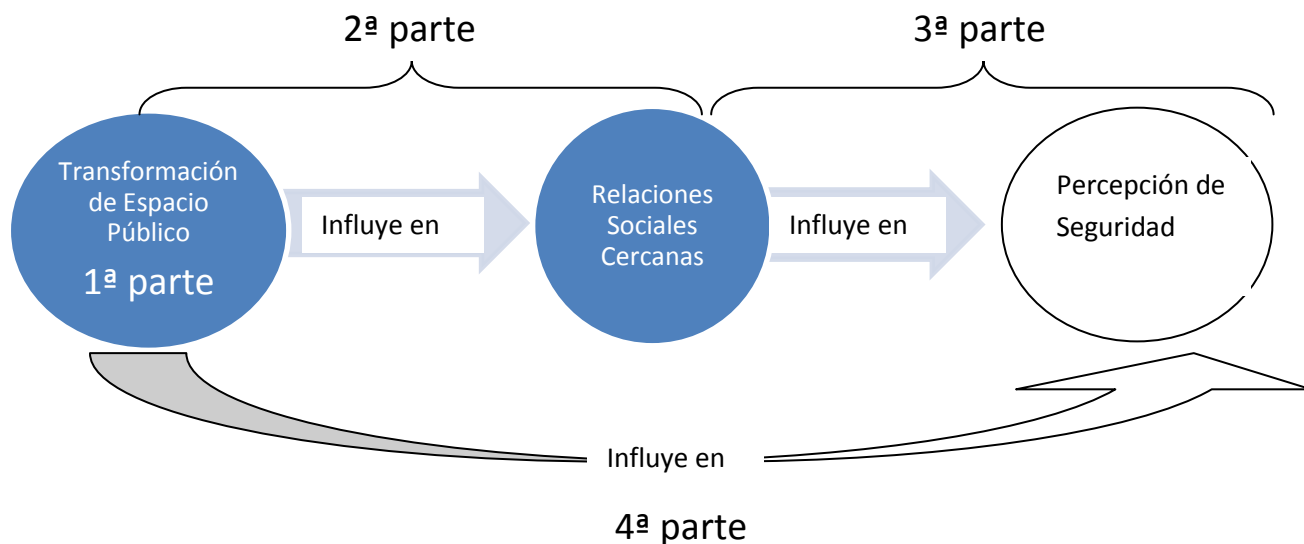 2ª parte
3ª parte
Transformación
de Espacio
Público
1ª parte
Influye en
Relaciones
Sociales
Cercanas
Influye en
Percepción de
Seguridad
Influye en
4ª parte